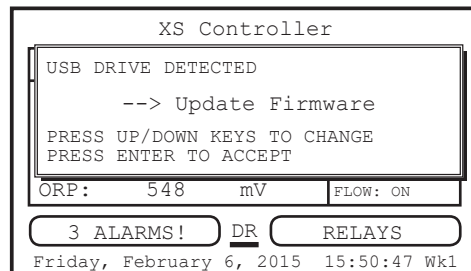 XS Controller
USB DRIVE DETECTED
--> Update Firmware
PRESS UP/DOWN KEYS TO CHANGE
PRESS ENTER TO ACCEPT
ORP: 548 mV FLOW: ON
3 ALARMS! DR RELAYS
Friday, February 6, 2015 15:50:47 Wk1